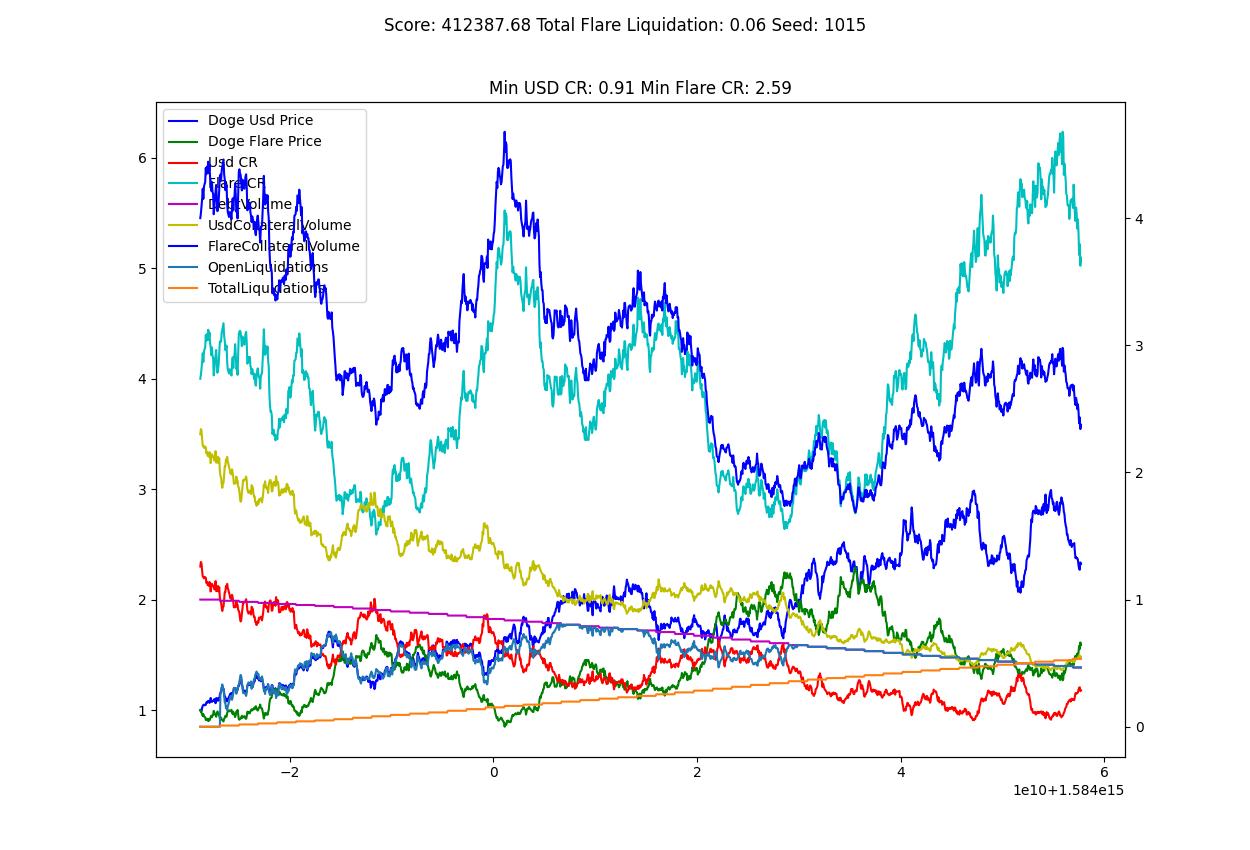 Score: 412387.68 Total Flare Liquidation: 0.06 Seed: 1015
Min USD CR: 0.91 Min Flare CR: 2.59
Doge Usd Price
Doge Flare Price
Usd CR
Flare CR
DebtVolume
UsdCollateralVolume
FlareCollateralVolume
OpenLiquidations
TotalLiquidations
6
5
4
3
2
1
4
3
2
1
0
−2 0 2 4 6
1e10+1.584e15